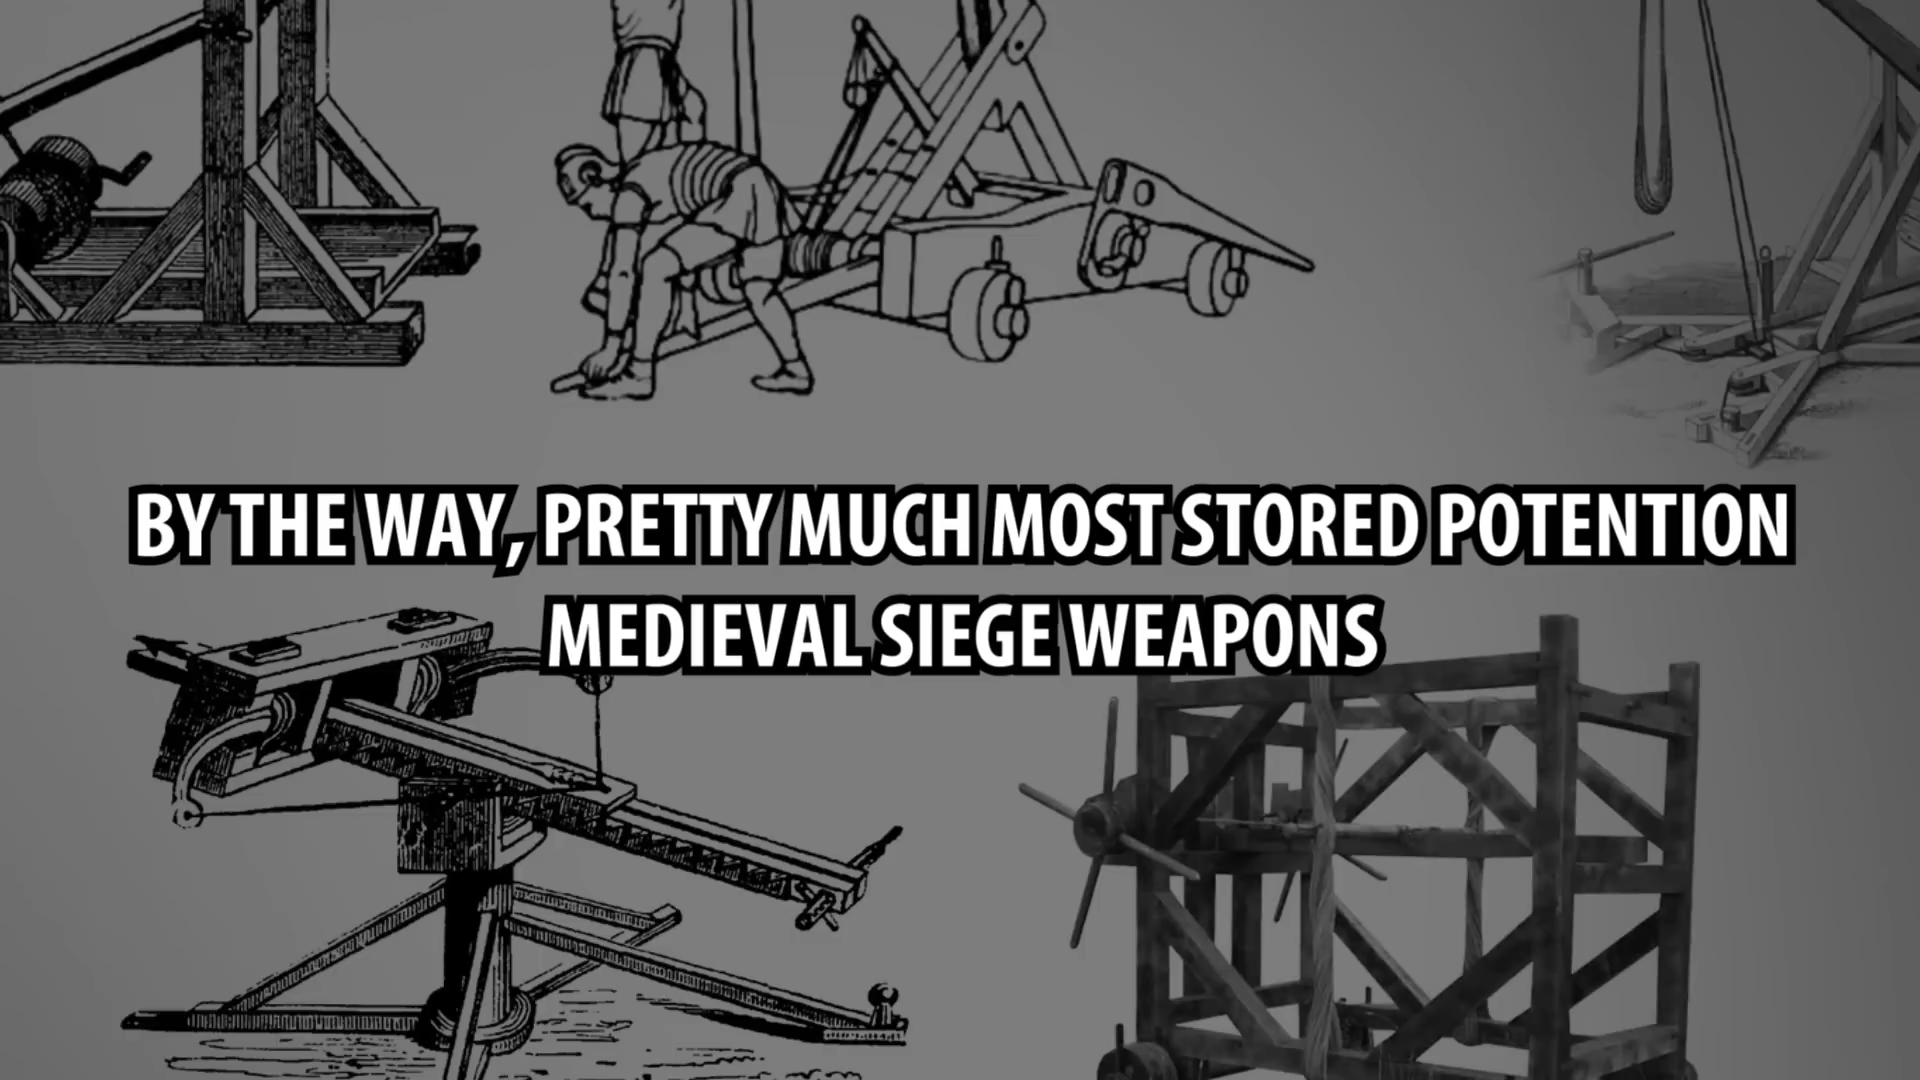 BY THE WAY, PRETTY MUCH MOST STORED POTENTION
MEDIEVAL SIEGE WEAPONS